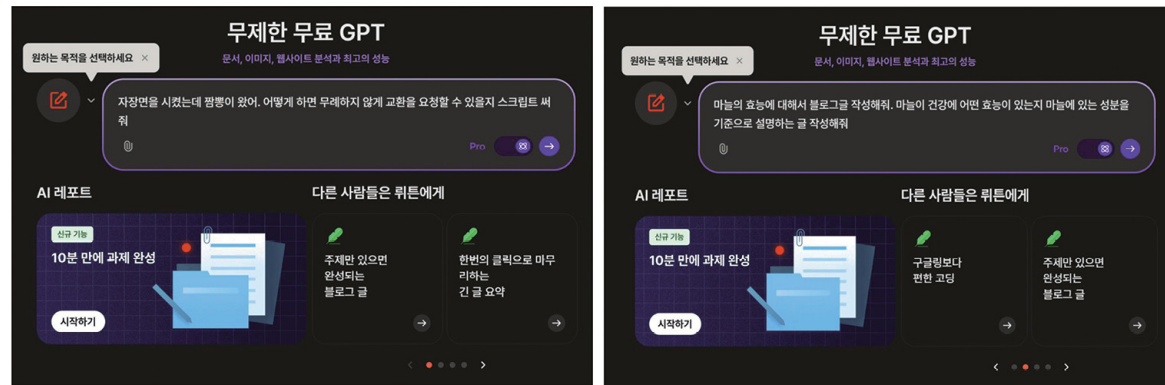 무제한 무료 GPT
원하는 목적을 선택하세요 ×
문서, 이미지, 웹사이트 분석과 최고의 성능
자장면을 시켰는데 짬뽕이 왔어. 어떻게 하면 무례하지 않게 교환을 요청할 수 있을지 스크립트 써
줘
Pro
AI 레포트
다른 사람들은 뤼튼에게
신규 기능
10분 만에 과제 완성
시작하기
주제만 있으면
완성되는
블로그 글
한번의 클릭으로 마무
리하는
긴 글 요약
무제한 무료 GPT
원하는 목적을 선택하세요 ×
문서, 이미지, 웹사이트 분석과 최고의 성능
마늘의 효능에 대해서 블로그글 작성해줘. 마늘이 건강에 어떤 효능이 있는지 마늘에 있는 성분을
기준으로 설명하는 글 작성해줘
Pro
AI 레포트
다른 사람들은 뤼튼에게
신규 기능
10분 만에 과제 완성
시작하기
구글링보다
편한 코딩
주제만 있으면
완성되는
블로그 글